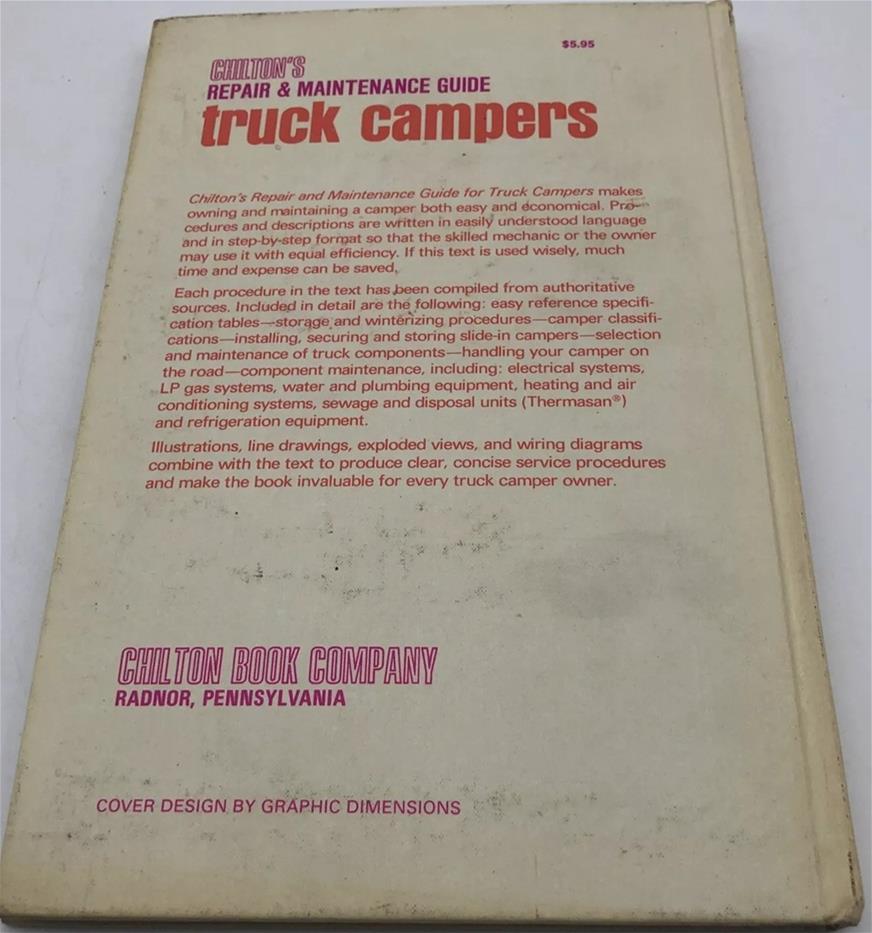 $5.95
CHILTON'S
REPAIR & MAINTENANCE GUIDE
truck campers
Chilton's Repair and Maintenance Guide for Truck Campers makes
owning and maintaining a camper both easy and economical. Pro-
cedures and descriptions are written in easily understood language
and in step-by-step format so that the skilled mechanic or the owner
may use it with equal efficiency. If this text is used wisely, much
time and expense can be saved.
Each procedure in the text has been compiled from authoritative
sources. Included in detail are the following: easy reference specifi-
cation tables—storage and winterizing procedures—camper classifi-
cations—installing, securing and storing slide-in campers—selection
and maintenance of truck components—handling your camper on
the road—component maintenance, including: electrical systems,
LP gas systems, water and plumbing equipment, heating and air
conditioning systems, sewage and disposal units (Thermasan®)
and refrigeration equipment.
Illustrations, line drawings, exploded views, and wiring diagrams
combine with the text to produce clear, concise service procedures
and make the book invaluable for every truck camper owner.
CHILTON BOOK COMPANY
RADNOR, PENNSYLVANIA
COVER DESIGN BY GRAPHIC DIMENSIONS